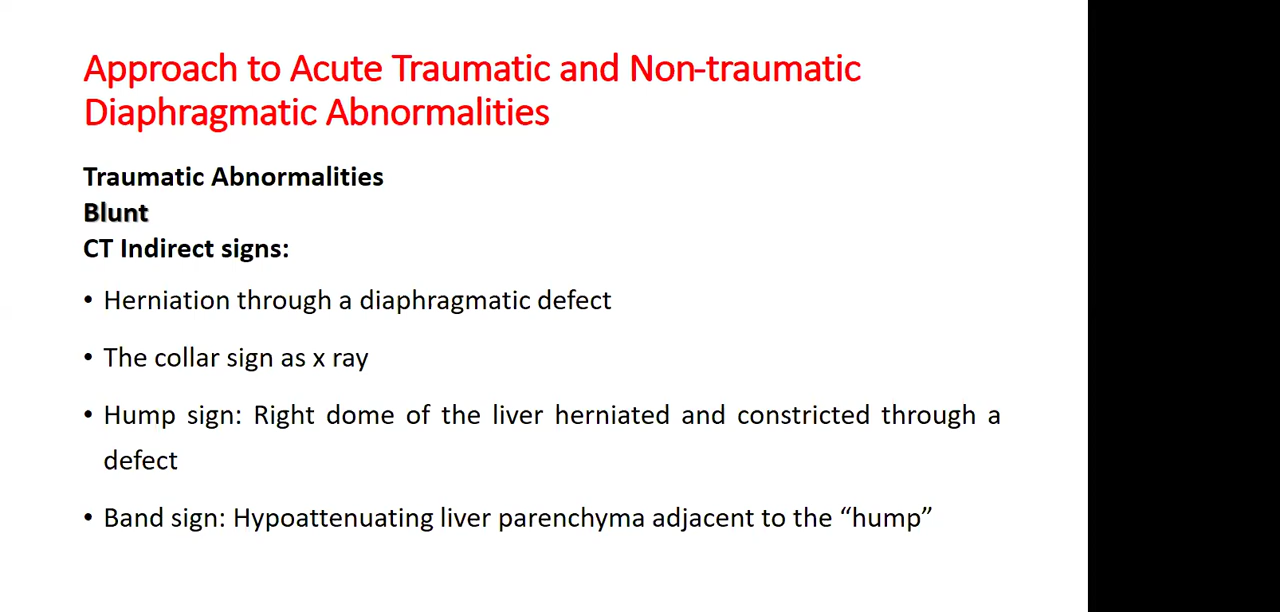 Approach to Acute Traumatic and Non-traumatic
Diaphragmatic Abnormalities
Traumatic Abnormalities
Blunt
CT Indirect signs:
• Herniation through a diaphragmatic defect
• The collar sign as x ray
• Hump sign: Right dome of the liver herniated and constricted through a
defect
• Band sign: Hypoattenuating liver parenchyma adjacent to the “hump”